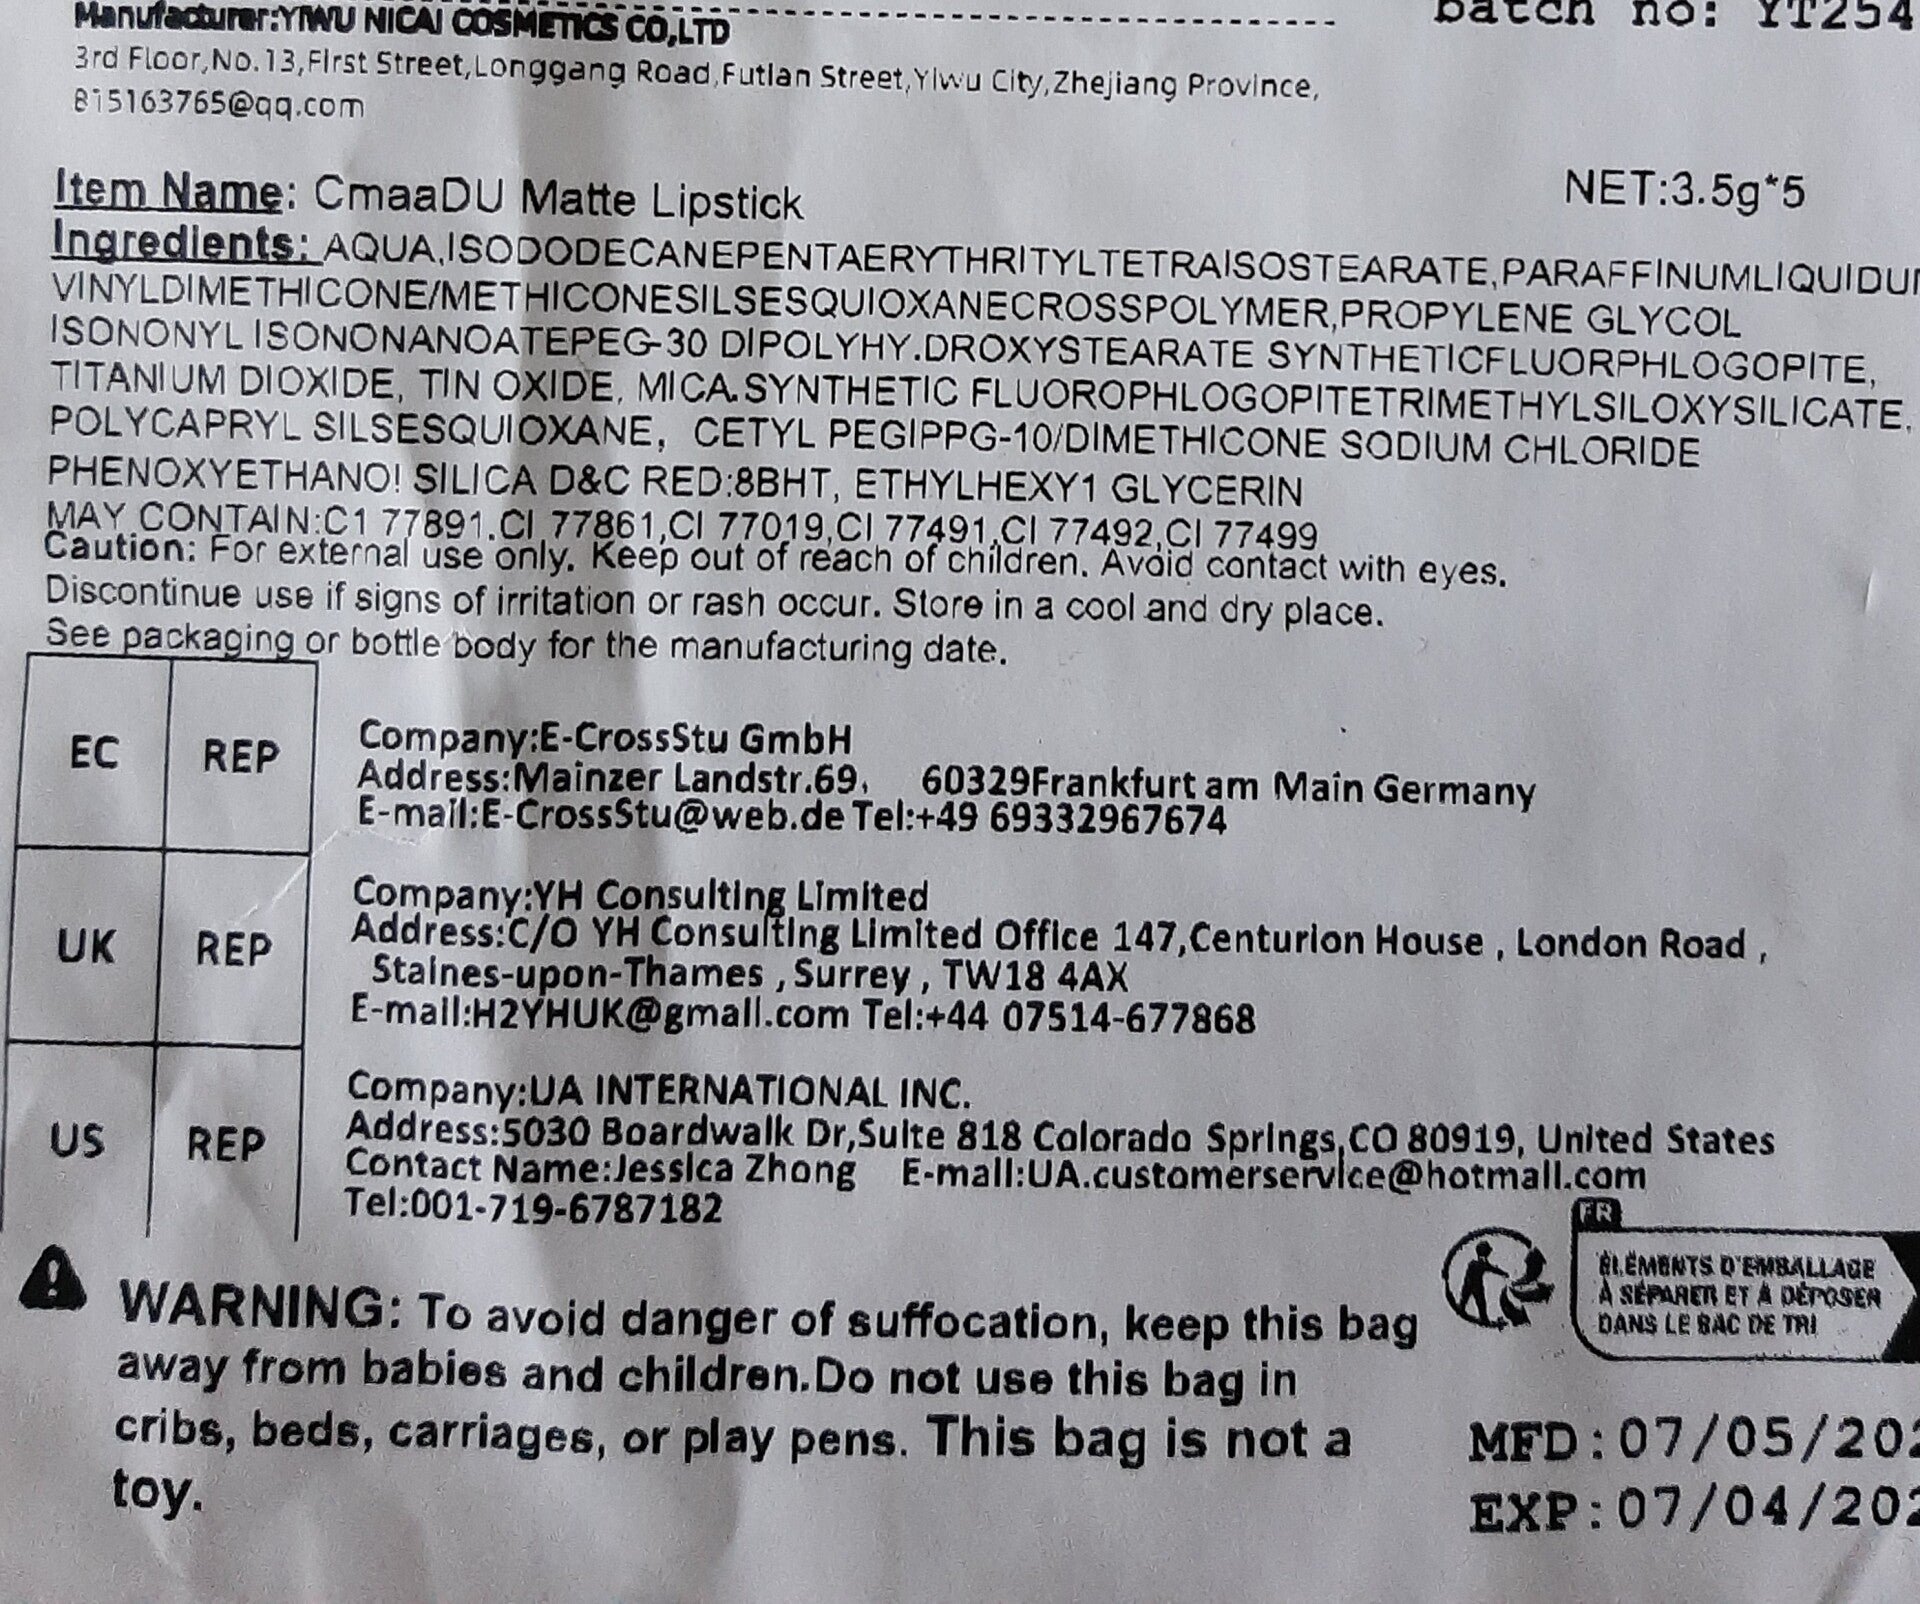 Manufacturer:YIWU NICAI COSMETICS CO,LTD
batch no: YT254
3rd Floor,No.13,First Street,Longgang Road,Futian Street,Yiwu City,Zhejiang Province,
815163765@qq.com
Item Name: CmaaDU Matte Lipstick
NET:3.5g*5
Ingredients: AQUA,ISODODECANEPENTAERYTHRITYLTETRAISOSTEARATE,PARAFFINUMLIQUIDU
VINYLDIMETHICONE/METHICONESILSESQUIOXANECROSSPOLYMER,PROPYLENE GLYCOL
ISONONYL ISONONANOATEPEG-30 DIPOLYHY.DROXYSTEARATE SYNTHETICFLUORPHLOGOPITE,
TITANIUM DIOXIDE, TIN OXIDE, MICA.SYNTHETIC FLUOROPHLOGOPITETRIMETHYLSILOXYSILICATE,
POLYCAPRYL SILSESQUIOXANE, CETYL PEGIPPG-10/DIMETHICONE SODIUM CHLORIDE
PHENOXYETHANO! SILICA D&C RED:8BHT, ETHYLHEXY1 GLYCERIN
MAY CONTAIN:C1 77891.CI 77861,CI 77019,CI 77491,CI 77492,CI 77499
Caution: For external use only. Keep out of reach of children. Avoid contact with eyes.
Discontinue use if signs of irritation or rash occur. Store in a cool and dry place.
See packaging or bottle body for the manufacturing date.
EC REP
Company:E-CrossStu GmbH
Address:Mainzer Landstr.69, 60329Frankfurt am Main Germany
E-mail:E-CrossStu@web.de Tel:+49 69332967674
UK REP
Company:YH Consulting Limited
Address:C/O YH Consulting Limited Office 147,Centurion House , London Road ,
Staines-upon-Thames , Surrey , TW18 4AX
E-mail:H2YHUK@gmail.com Tel:+44 07514-677868
US REP
Company:UA INTERNATIONAL INC.
Address:5030 Boardwalk Dr,Suite 818 Colorado Springs,CO 80919, United States
Contact Name:Jessica Zhong E-mail:UA.customerservice@hotmail.com
Tel:001-719-6787182
FR
ÉLÉMENTS D'EMBALLAGE
À SÉPARER ET À DÉPOSER
DANS LE BAC DE TRI
WARNING: To avoid danger of suffocation, keep this bag
away from babies and children.Do not use this bag in
cribs, beds, carriages, or play pens. This bag is not a
toy.
MFD:07/05/202
EXP:07/04/202